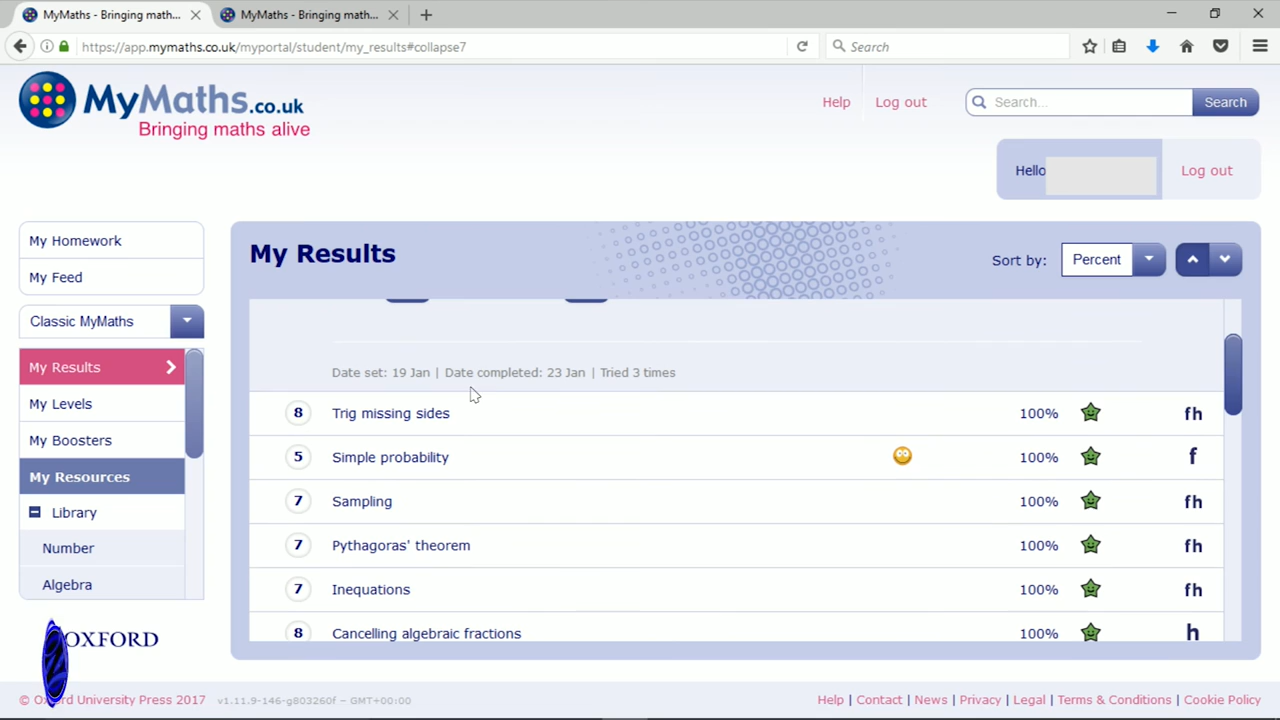 MyMaths - Bringing math...
MyMaths - Bringing math...
https://app.mymaths.co.uk/myportal/student/my_results#collapse7
Search
MyMaths.co.uk
Bringing maths alive
Help
Log out
Search...
Search
Hello
Log out
My Homework
My Feed
Classic MyMaths
My Results
My Levels
My Boosters
My Resources
Library
Number
Algebra
My Results
Sort by: Percent
Date set: 19 Jan | Date completed: 23 Jan | Tried 3 times
8 Trig missing sides 100% fh
5 Simple probability 100% f
7 Sampling 100% fh
7 Pythagoras' theorem 100% fh
7 Inequations 100% fh
8 Cancelling algebraic fractions 100% h
OXFORD
© Oxford University Press 2017 v1.11.9-146-g803260f – GMT+00:00
Help | Contact | News | Privacy | Legal | Terms & Conditions | Cookie Policy